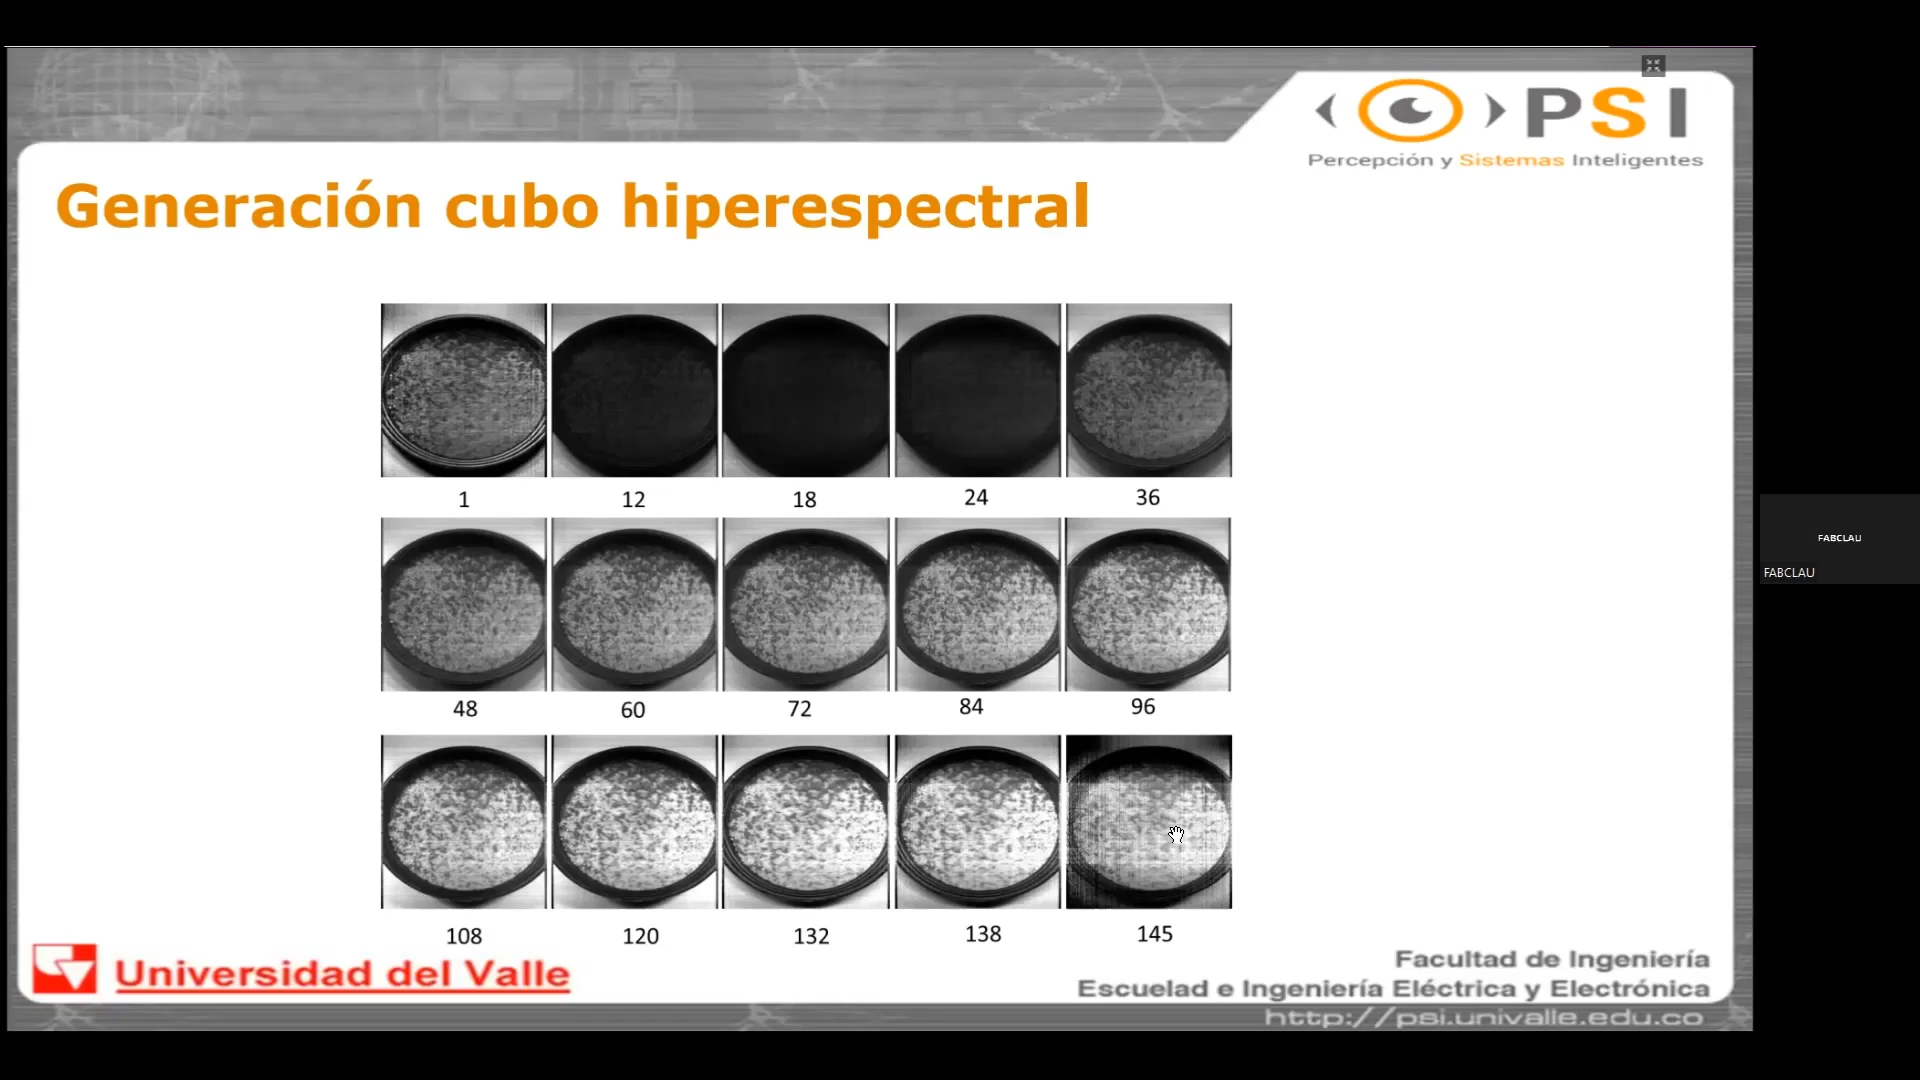 PSI
Percepción y Sistemas Inteligentes
Generación cubo hiperespectral
1 12 18 24 36
48 60 72 84 96
108 120 132 138 145
FABCLAU
FABCLAU
Universidad del Valle
Facultad de Ingeniería
Escuelad e Ingeniería Eléctrica y Electrónica
http://psi.univalle.edu.co